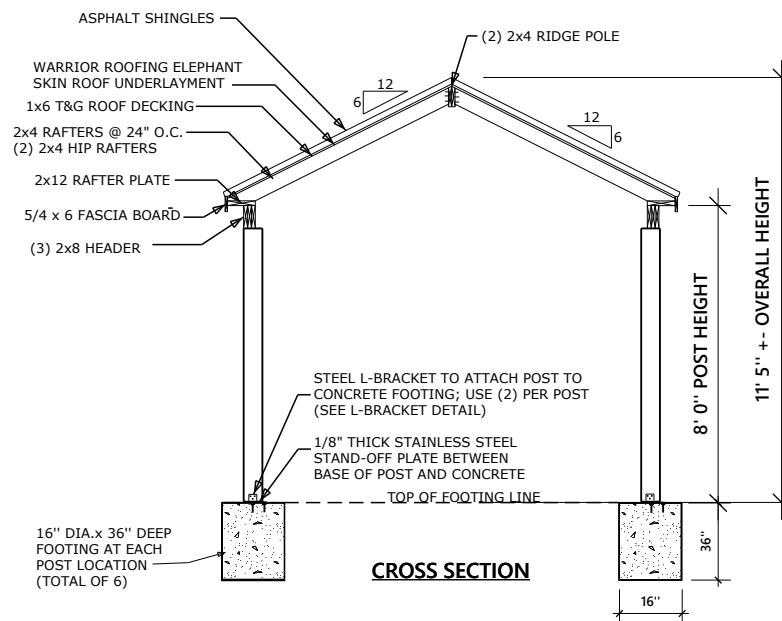 ASPHALT SHINGLES
(2) 2x4 RIDGE POLE
WARRIOR ROOFING ELEPHANT
SKIN ROOF UNDERLAYMENT
12
6
1x6 T&G ROOF DECKING
12
6
2x4 RAFTERS @ 24" O.C.
(2) 2x4 HIP RAFTERS
2x12 RAFTER PLATE
5/4 x 6 FASCIA BOARD
(3) 2x8 HEADER
8' 0" POST HEIGHT
11' 5" +- OVERALL HEIGHT
STEEL L-BRACKET TO ATTACH POST TO
CONCRETE FOOTING; USE (2) PER POST
(SEE L-BRACKET DETAIL)
1/8" THICK STAINLESS STEEL
STAND-OFF PLATE BETWEEN
BASE OF POST AND CONCRETE
TOP OF FOOTING LINE
16" DIA.x 36" DEEP
FOOTING AT EACH
POST LOCATION
(TOTAL OF 6)
36"
16"
CROSS SECTION